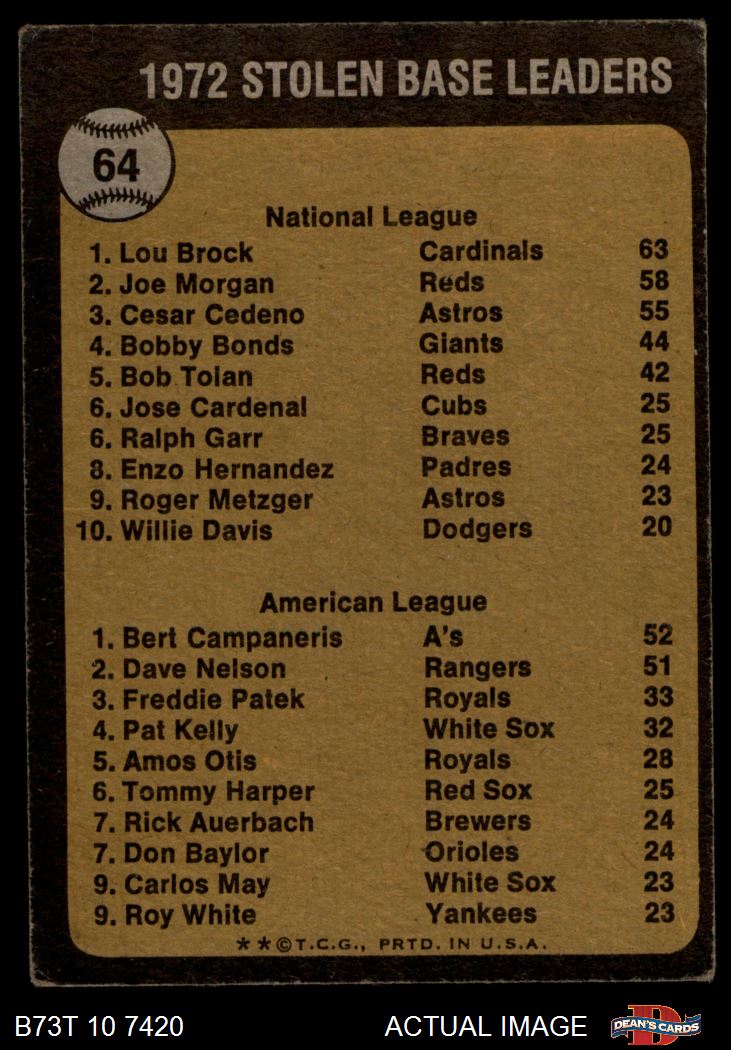 1972 STOLEN BASE LEADERS
64
National League
1. Lou Brock Cardinals 63
2. Joe Morgan Reds 58
3. Cesar Cedeno Astros 55
4. Bobby Bonds Giants 44
5. Bob Tolan Reds 42
6. Jose Cardenal Cubs 25
6. Ralph Garr Braves 25
8. Enzo Hernandez Padres 24
9. Roger Metzger Astros 23
10. Willie Davis Dodgers 20
American League
1. Bert Campaneris A's 52
2. Dave Nelson Rangers 51
3. Freddie Patek Royals 33
4. Pat Kelly White Sox 32
5. Amos Otis Royals 28
6. Tommy Harper Red Sox 25
7. Rick Auerbach Brewers 24
7. Don Baylor Orioles 24
9. Carlos May White Sox 23
9. Roy White Yankees 23
**©T.C.G., PRTD. IN U.S.A.
B73T 10 7420 ACTUAL IMAGE D DEAN'S CARDS